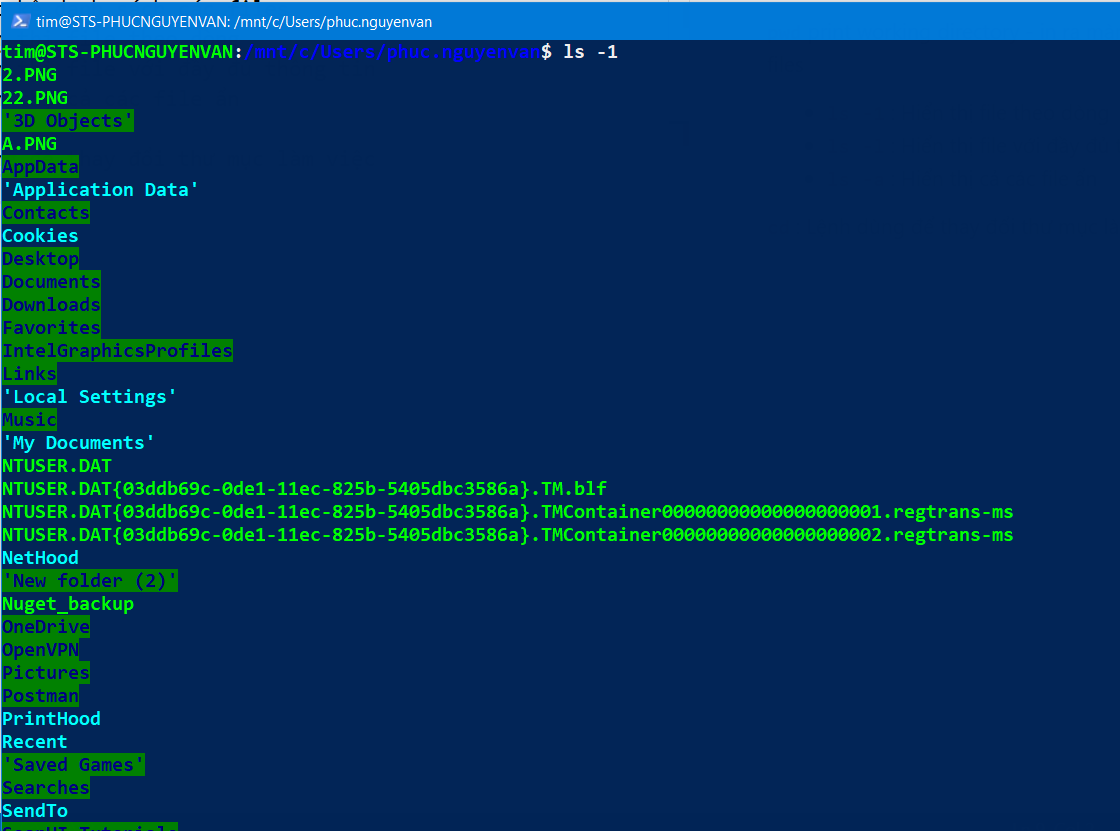 tim@STS-PHUCNGUYENVAN: /mnt/c/Users/phuc.nguyenvan
tim@STS-PHUCNGUYENVAN:/mnt/c/Users/phuc.nguyenvan$ ls -1
2.PNG
22.PNG
'3D Objects'
A.PNG
AppData
'Application Data'
Contacts
Cookies
Desktop
Documents
Downloads
Favorites
IntelGraphicsProfiles
Links
'Local Settings'
Music
'My Documents'
NTUSER.DAT
NTUSER.DAT{03ddb69c-0de1-11ec-825b-5405dbc3586a}.TM.blf
NTUSER.DAT{03ddb69c-0de1-11ec-825b-5405dbc3586a}.TMContainer00000000000000000001.regtrans-ms
NTUSER.DAT{03ddb69c-0de1-11ec-825b-5405dbc3586a}.TMContainer00000000000000000002.regtrans-ms
NetHood
'New folder (2)'
Nuget_backup
OneDrive
OpenVPN
Pictures
Postman
PrintHood
Recent
'Saved Games'
Searches
SendTo